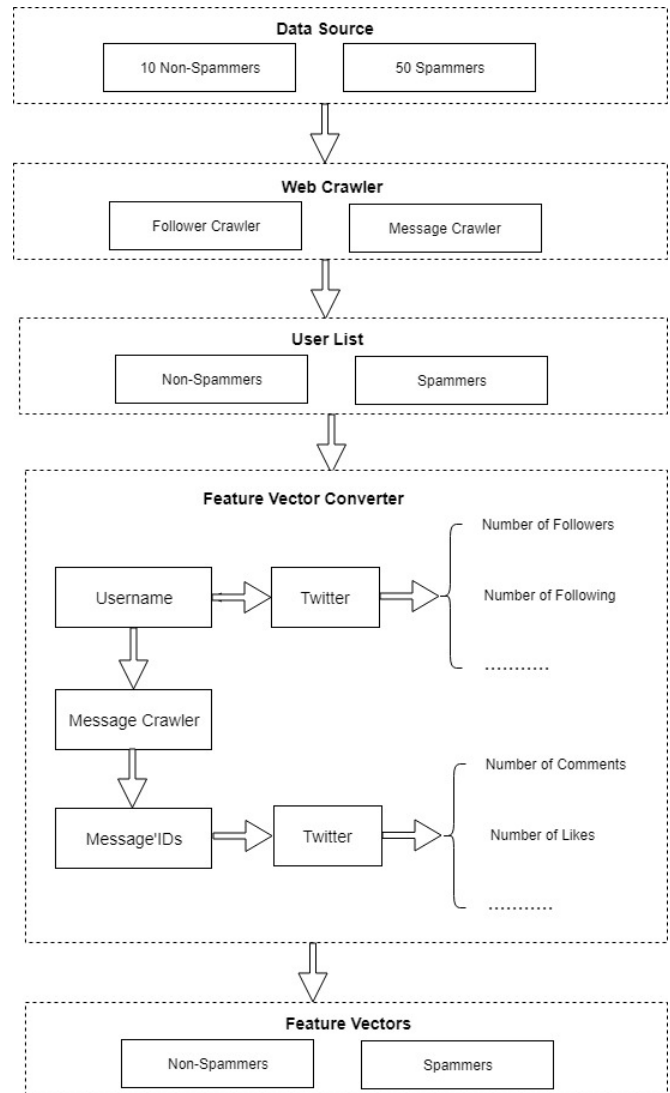 Data Source
10 Non-Spammers
50 Spammers
Web Crawler
Follower Crawler
Message Crawler
User List
Non-Spammers
Spammers
Feature Vector Converter
Number of Followers
Username
Twitter
Number of Following
...........
Message Crawler
Number of Comments
Message'IDs
Twitter
Number of Likes
...........
Feature Vectors
Non-Spammers
Spammers